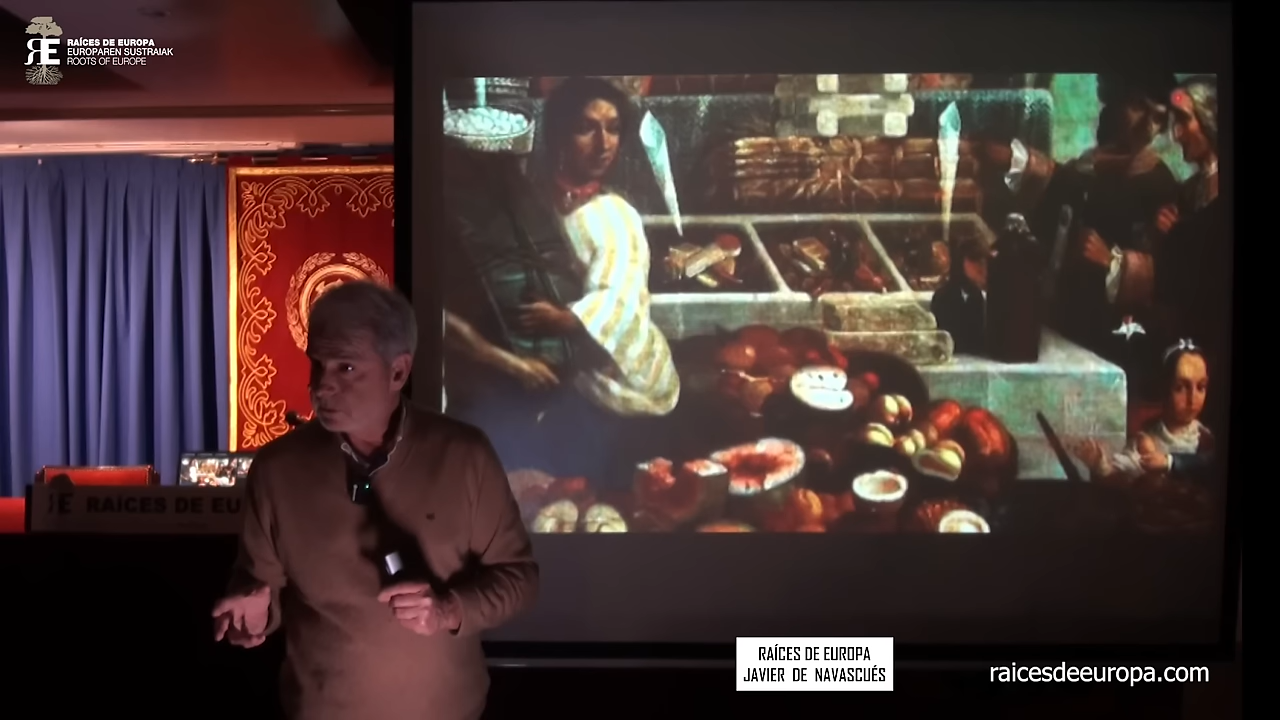 RE
RAÍCES DE EUROPA
EUROPAREN SUSTRAIAK
ROOTS OF EUROPE
RAÍCES DE EU
RAÍCES DE EUROPA
JAVIER DE NAVASCUÉS
raicesdeeuropa.com